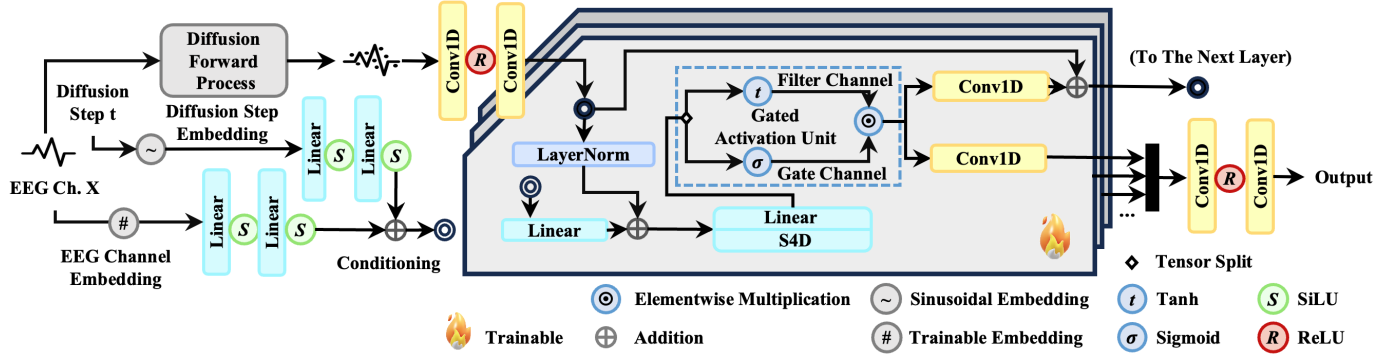 Diffusion
Forward
Process
Conv1D
R
Conv1D
Diffusion
Step t
~
Diffusion Step
Embedding
Linear
S
Linear
S
EEG Ch. X
#
EEG Channel
Embedding
Linear
S
Linear
S
Conditioning
LayerNorm
Linear
Linear
S4D
t
Filter Channel
Gated
Activation Unit
σ
Gate Channel
Conv1D
Conv1D
(To The Next Layer)
...
Conv1D
R
Conv1D
Output
Tensor Split
Elementwise Multiplication
~
Sinusoidal Embedding
t
Tanh
S
SiLU
Trainable
Addition
#
Trainable Embedding
σ
Sigmoid
R
ReLU